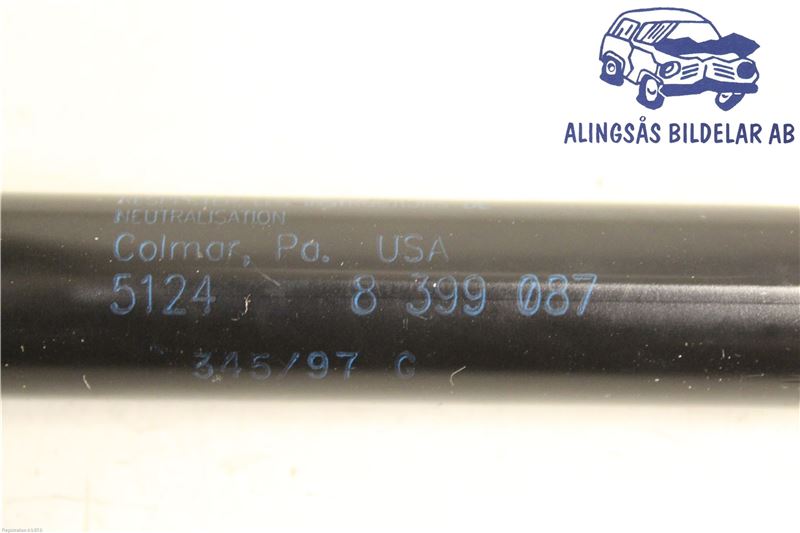 ALINGSÅS BILDELAR AB
NEUTRALISATION
Colmar, Pa. USA
5124 8 399 087
345/97 G